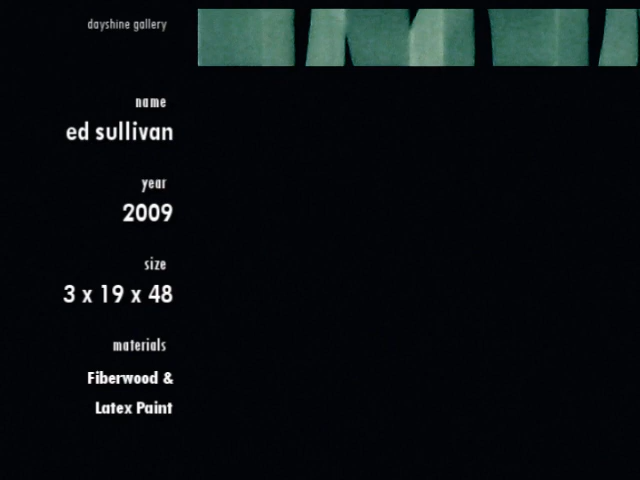 dayshine gallery
name
ed sullivan
year
2009
size
3 x 19 x 48
materials
Fiberwood &
Latex Paint